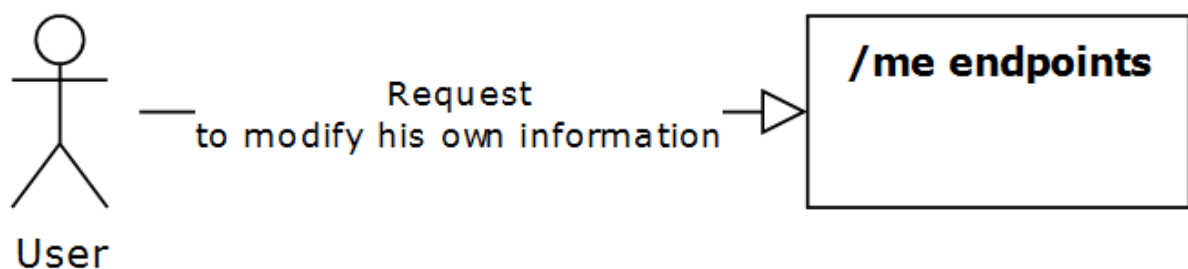 /me endpoints
Request
to modify his own information
User